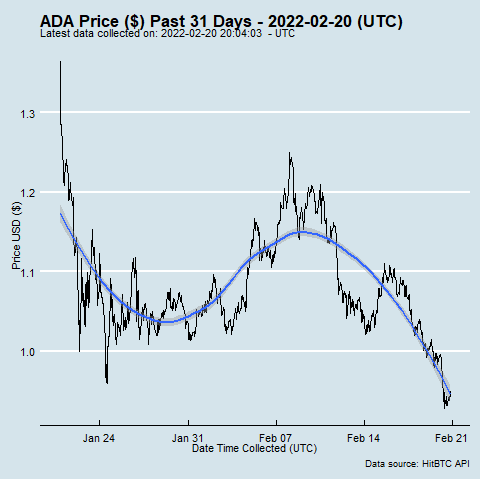 ADA Price ($) Past 31 Days - 2022-02-20 (UTC)
Latest data collected on: 2022-02-20 20:04:03 - UTC
1.3
1.2
1.1
1.0
Price USD ($)
Jan 24 Jan 31 Feb 07 Feb 14 Feb 21
Date Time Collected (UTC)
Data source: HitBTC API